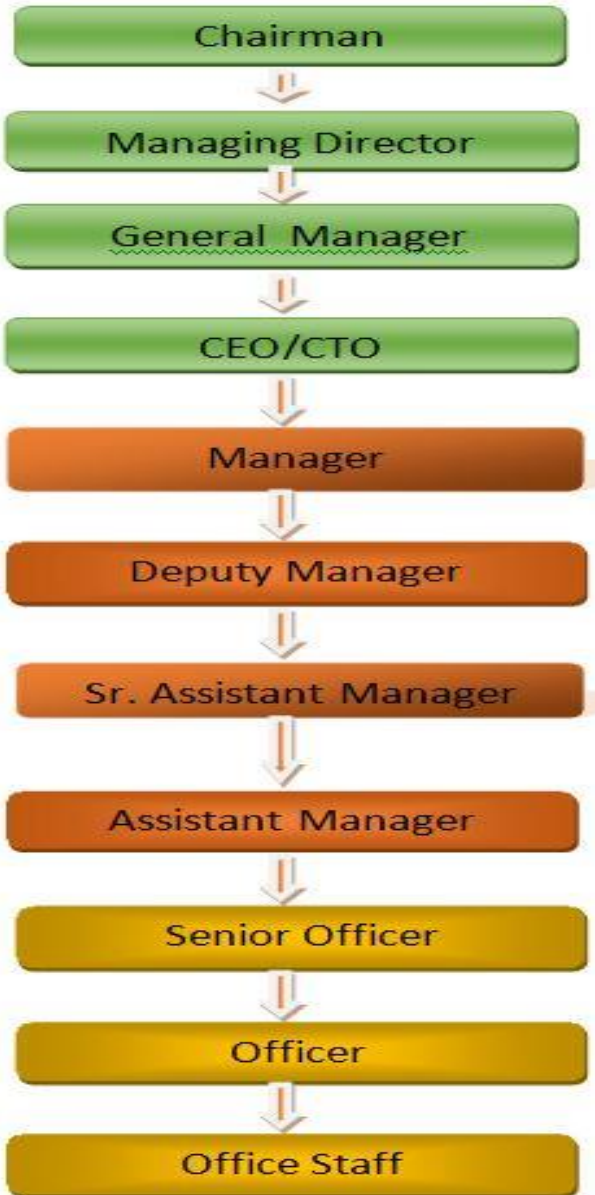 Chairman
Managing Director
General Manager
CEO/CTO
Manager
Deputy Manager
Sr. Assistant Manager
Assistant Manager
Senior Officer
Officer
Office Staff